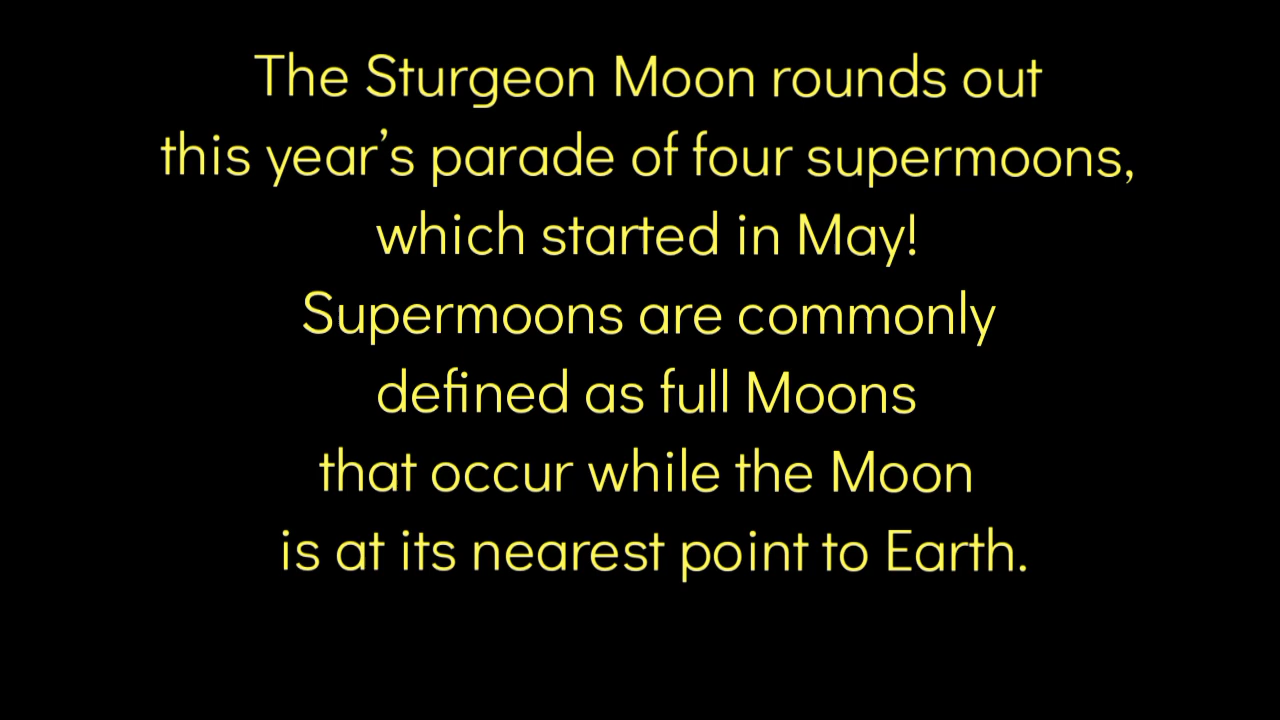 The Sturgeon Moon rounds out
this year’s parade of four supermoons,
which started in May!
Supermoons are commonly
defined as full Moons
that occur while the Moon
is at its nearest point to Earth.